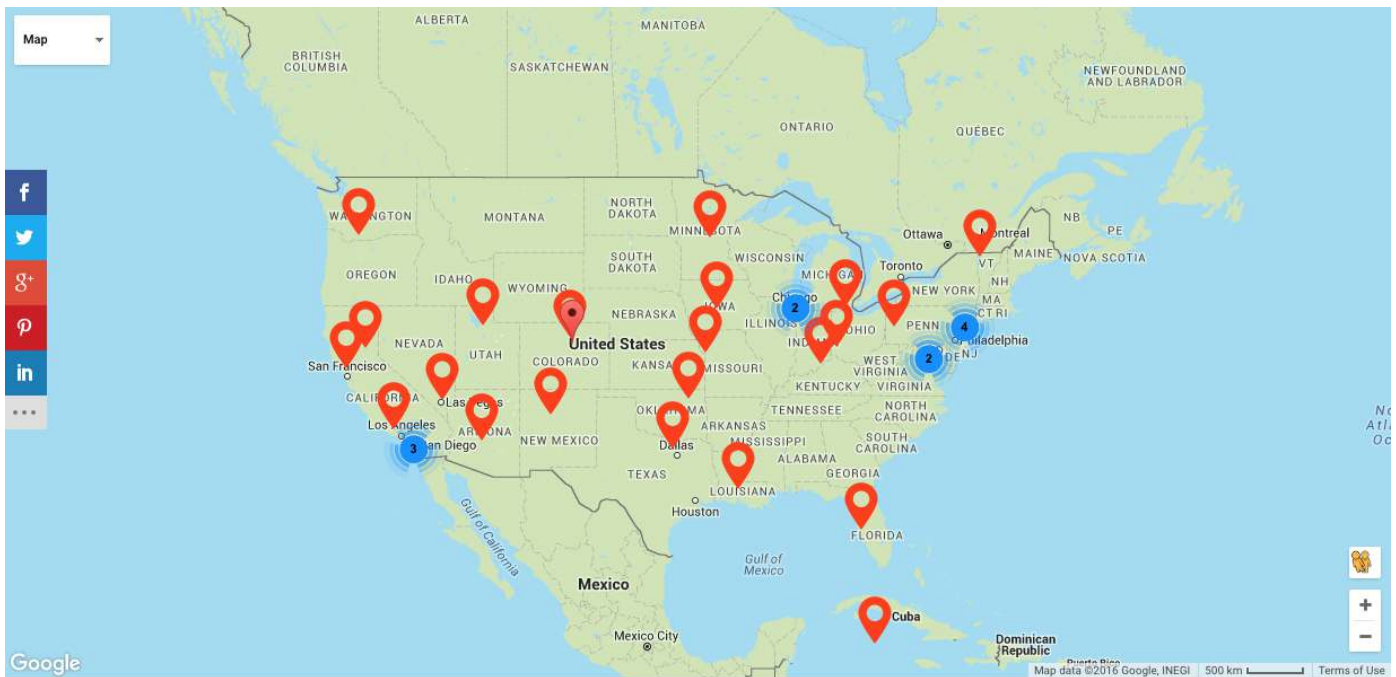 Map
ALBERTA
MANITOBA
BRITISH
COLUMBIA
SASKATCHEWAN
NEWFOUNDLAND
AND LABRADOR
ONTARIO
QUÉBEC
f
g+
in
NORTH
DAKOTA
MONTANA
MINNESOTA
Ottawa
Montreal
NB
PE
MAINE
NOVA SCOTIA
VT
NH
SOUTH
DAKOTA
WISCONSIN
MICHIGAN
Toronto
OREGON
IDAHO
WYOMING
NEW YORK
MA
CT RI
Chicago
2
IOWA
NEBRASKA
ILLINOIS
OHIO
PENN
4
Philadelphia
NEVADA
UTAH
United States
COLORADO
MISSOURI
WEST
VIRGINIA
2
DE
NJ
San Francisco
KENTUCKY
VIRGINIA
CALIFORNIA
Las Vegas
OKLAHOMA
TENNESSEE
NORTH
CAROLINA
Los Angeles
ARIZONA
NEW MEXICO
ARKANSAS
MISSISSIPPI
SOUTH
CAROLINA
3
San Diego
Dallas
ALABAMA
TEXAS
GEORGIA
LOUISIANA
Houston
Gulf of California
FLORIDA
Gulf of
Mexico
Mexico
Cuba
Mexico City
Dominican
Republic
+
−
Google
Map data ©2016 Google, INEGI
500 km
Terms of Use